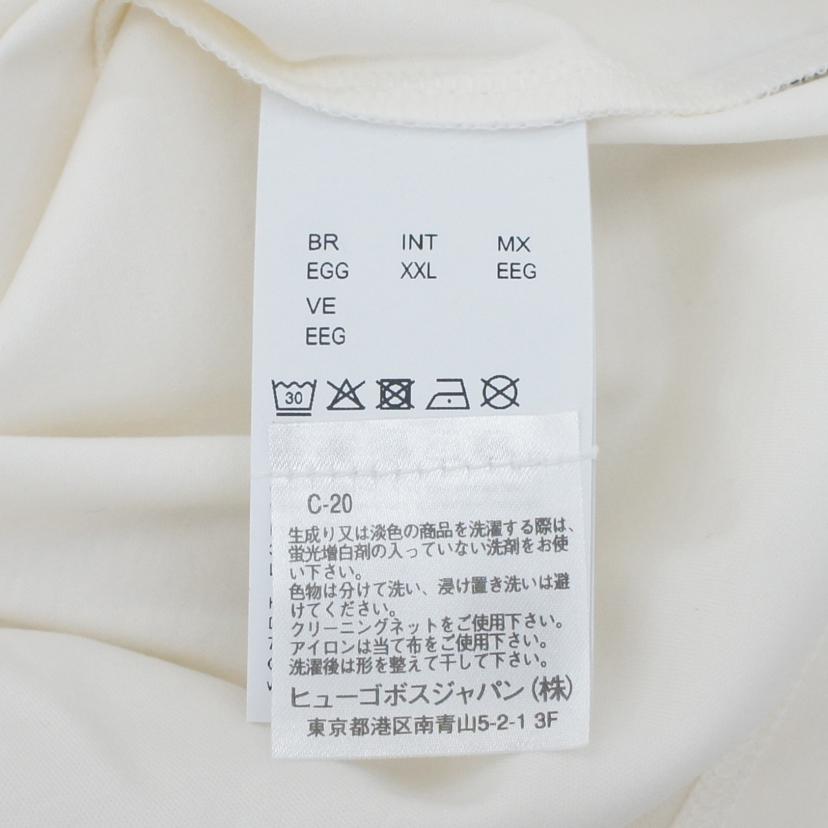 BR INT MX
EGG XXL EEG
VE
EEG
30
C-20
生成り又は淡色の商品を洗濯する際は、
蛍光増白剤の入っていない洗剤をお使
い下さい。
色物は分けて洗い、浸け置き洗いは避
けてください。
クリーニングネットをご使用下さい。
アイロンは当て布をご使用下さい。
洗濯後は形を整えて干して下さい。
ヒューゴボスジャパン(株)
東京都港区南青山5-2-1 3F